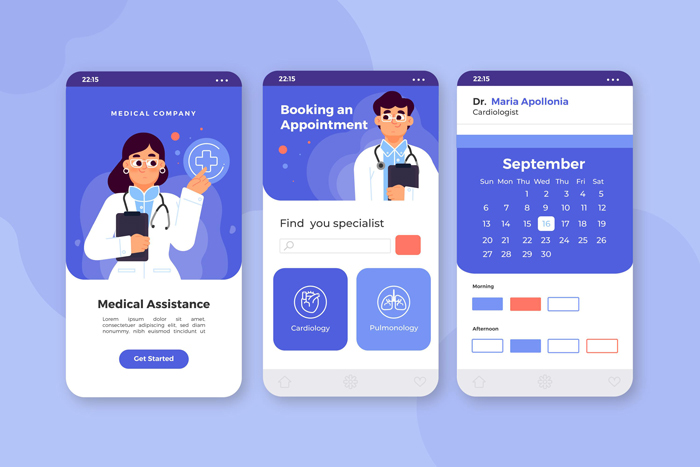 22:15
MEDICAL COMPANY
Medical Assistance
Lorem ipsum dolor sit amet,
consectetuer adipiscing elit, sed diam
nonummy, nibh euismod tincidunt ut
Get Started
22:15
Booking an
Appointment
Find you specialist
Cardiology
Pulmonology
22:15
Dr. Maria Apollonia
Cardiologist
September
Sun Mon Thu Wed Thu Fri Sat
1 2 3 4 5
6 7 8 9 10 11 12
13 14 15 16 17 18 19
20 21 22 23 24 25 26
27 28 29 30
Morning
Afternoon